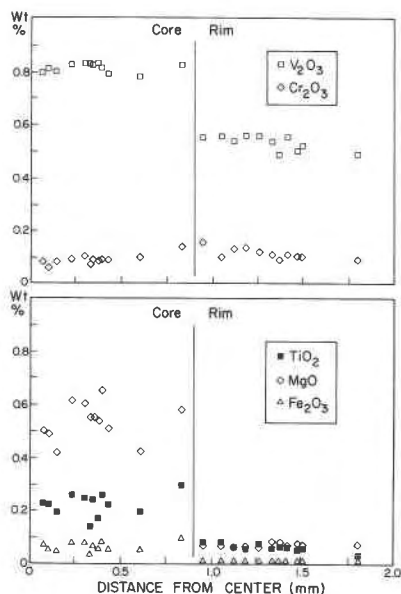 Wt
%
Core Rim
□ V2O3
◇ Cr2O3
0.8
0.6
0.4
0.2
0
Wt
%
Core Rim
■ TiO2
◇ MgO
△ Fe2O3
0.8
0.6
0.4
0.2
0
0 0.5 1.0 1.5 2.0
DISTANCE FROM CENTER (mm)